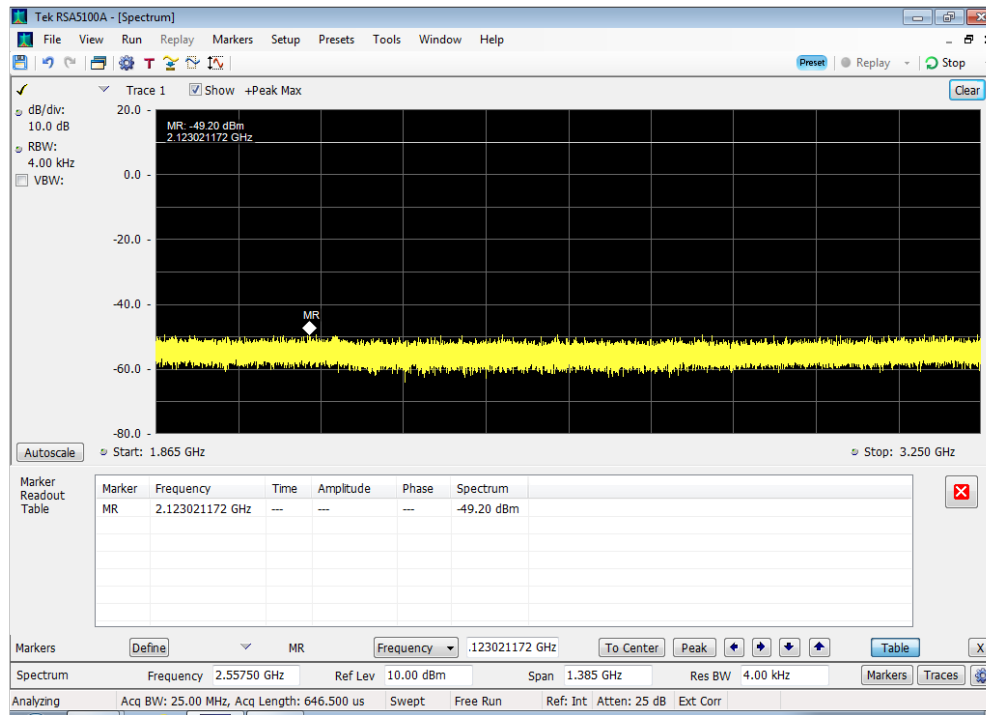 Tek RSA5100A - [Spectrum]
File View Run Replay Markers Setup Presets Tools Window Help
T Preset Replay Stop
Trace 1 Show +Peak Max Clear
dB/div:
10.0 dB
RBW:
4.00 kHz
VBW:
20.0
0.0
-20.0
-40.0
-60.0
-80.0
MR: -49.20 dBm
2.123021172 GHz
MR
Autoscale Start: 1.865 GHz Stop: 3.250 GHz
Marker
Readout
Table
Marker Frequency Time Amplitude Phase Spectrum
MR 2.123021172 GHz --- --- --- -49.20 dBm
Markers Define MR Frequency .123021172 GHz To Center Peak Table X
Spectrum Frequency 2.55750 GHz Ref Lev 10.00 dBm Span 1.385 GHz Res BW 4.00 kHz Markers Traces
Analyzing Acq BW: 25.00 MHz, Acq Length: 646.500 us Swept Free Run Ref: Int Atten: 25 dB Ext Corr